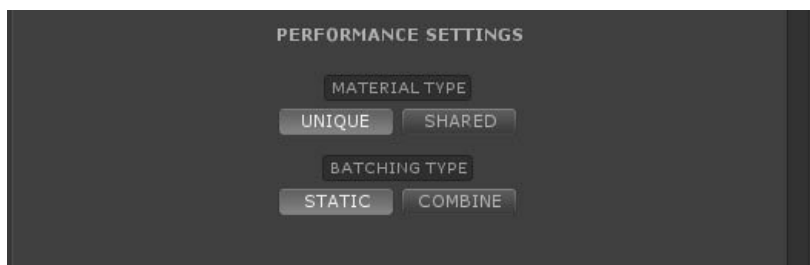 PERFORMANCE SETTINGS
MATERIAL TYPE
UNIQUE SHARED
BATCHING TYPE
STATIC COMBINE